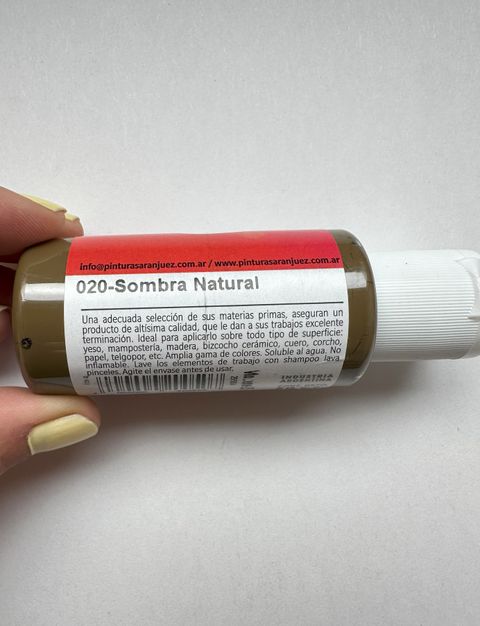 info@pinturasaranjuez.com.ar / www.pinturasaranjuez.com.ar
020-Sombra Natural
Una adecuada selección de sus materias primas, aseguran un
producto de altísima calidad, que le dan a sus trabajos excelente
terminación. Ideal para aplicarlo sobre todo tipo de superficie:
yeso, mampostería, madera, bizcocho cerámico, cuero, corcho,
papel, telgopor, etc. Amplia gama de colores. Soluble al agua. No
inflamable. Lave los elementos de trabajo con shampoo lava
pinceles. Agite el envase antes de usar.
INDUSTRIA
ARGENTINA